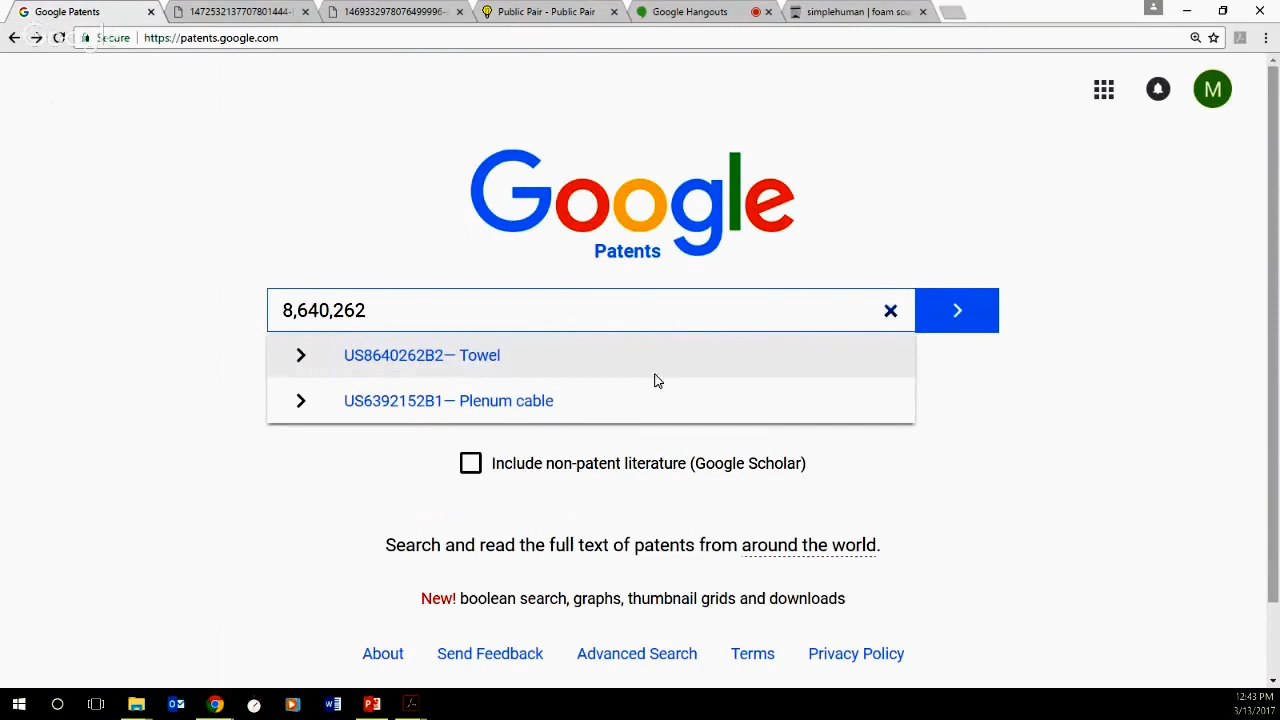 Google Patents
1472532137707801444-
1469332978076499996-
Public Pair - Public Pair
Google Hangouts
simplehuman | foam soa
Secure https://patents.google.com
M
Google
Patents
8,640,262
US8640262B2— Towel
US6392152B1— Plenum cable
Include non-patent literature (Google Scholar)
Search and read the full text of patents from around the world.
New! boolean search, graphs, thumbnail grids and downloads
About Send Feedback Advanced Search Terms Privacy Policy
12:43 PM
3/13/2017